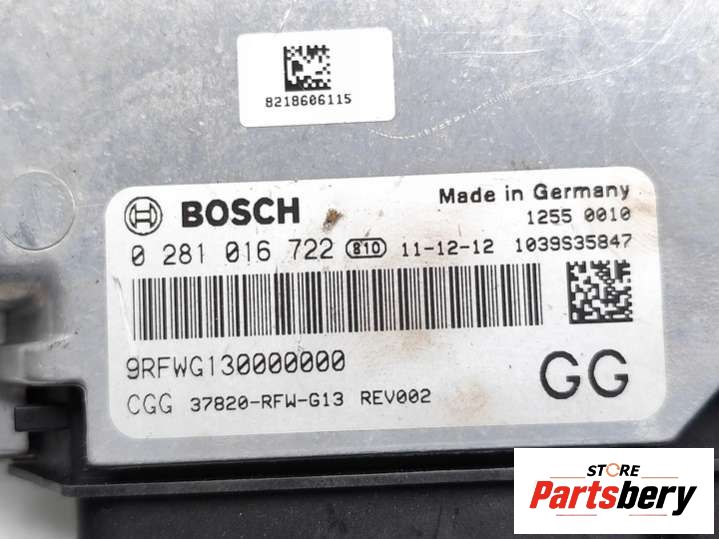 8218606115
BOSCH
Made in Germany
1255 0010
0 281 016 722 810 11-12-12 1039S35847
9RFWG130000000
GG
CGG 37820-RFW-G13 REV002
STORE
Partsbery